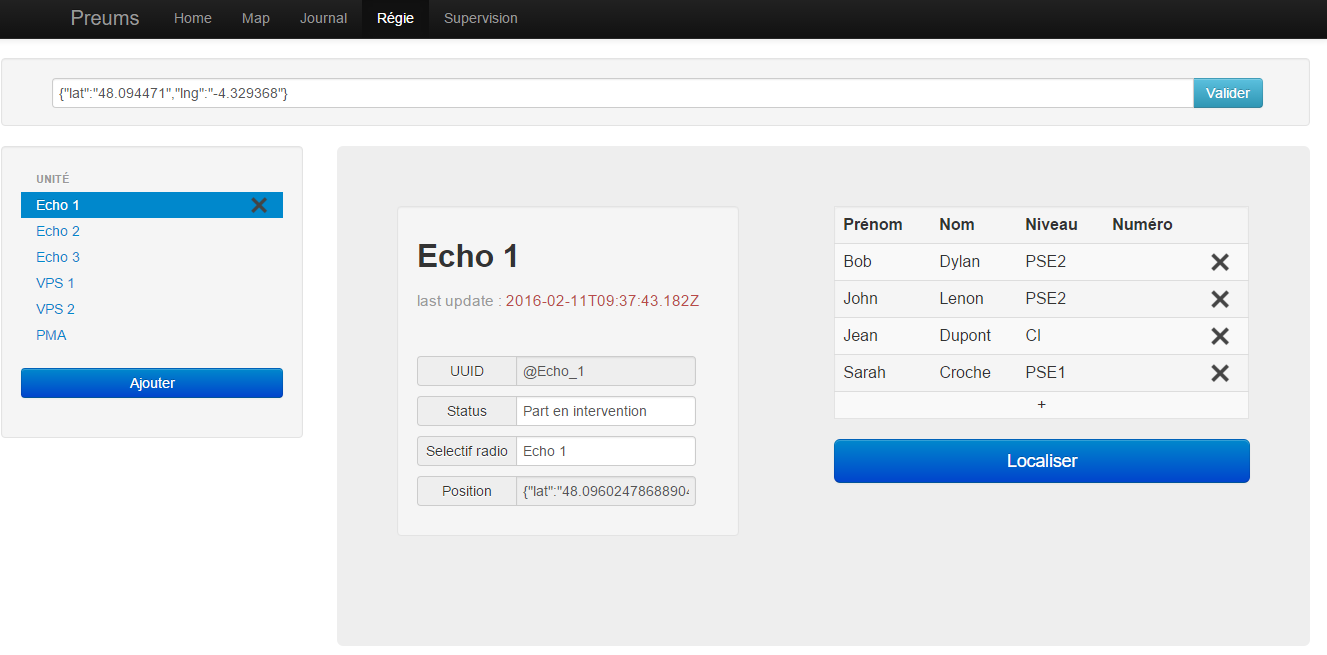 Preums Home Map Journal Régie Supervision
{"lat":"48.094471","lng":"-4.329368"} Valider
UNITÉ
Echo 1
Echo 2
Echo 3
VPS 1
VPS 2
PMA
Ajouter
Echo 1
last update : 2016-02-11T09:37:43.182Z
UUID @Echo_1
Status Part en intervention
Selectif radio Echo 1
Position {"lat":"48.0960247868890
Prénom Nom Niveau Numéro
Bob Dylan PSE2
John Lenon PSE2
Jean Dupont CI
Sarah Croche PSE1
+
Localiser